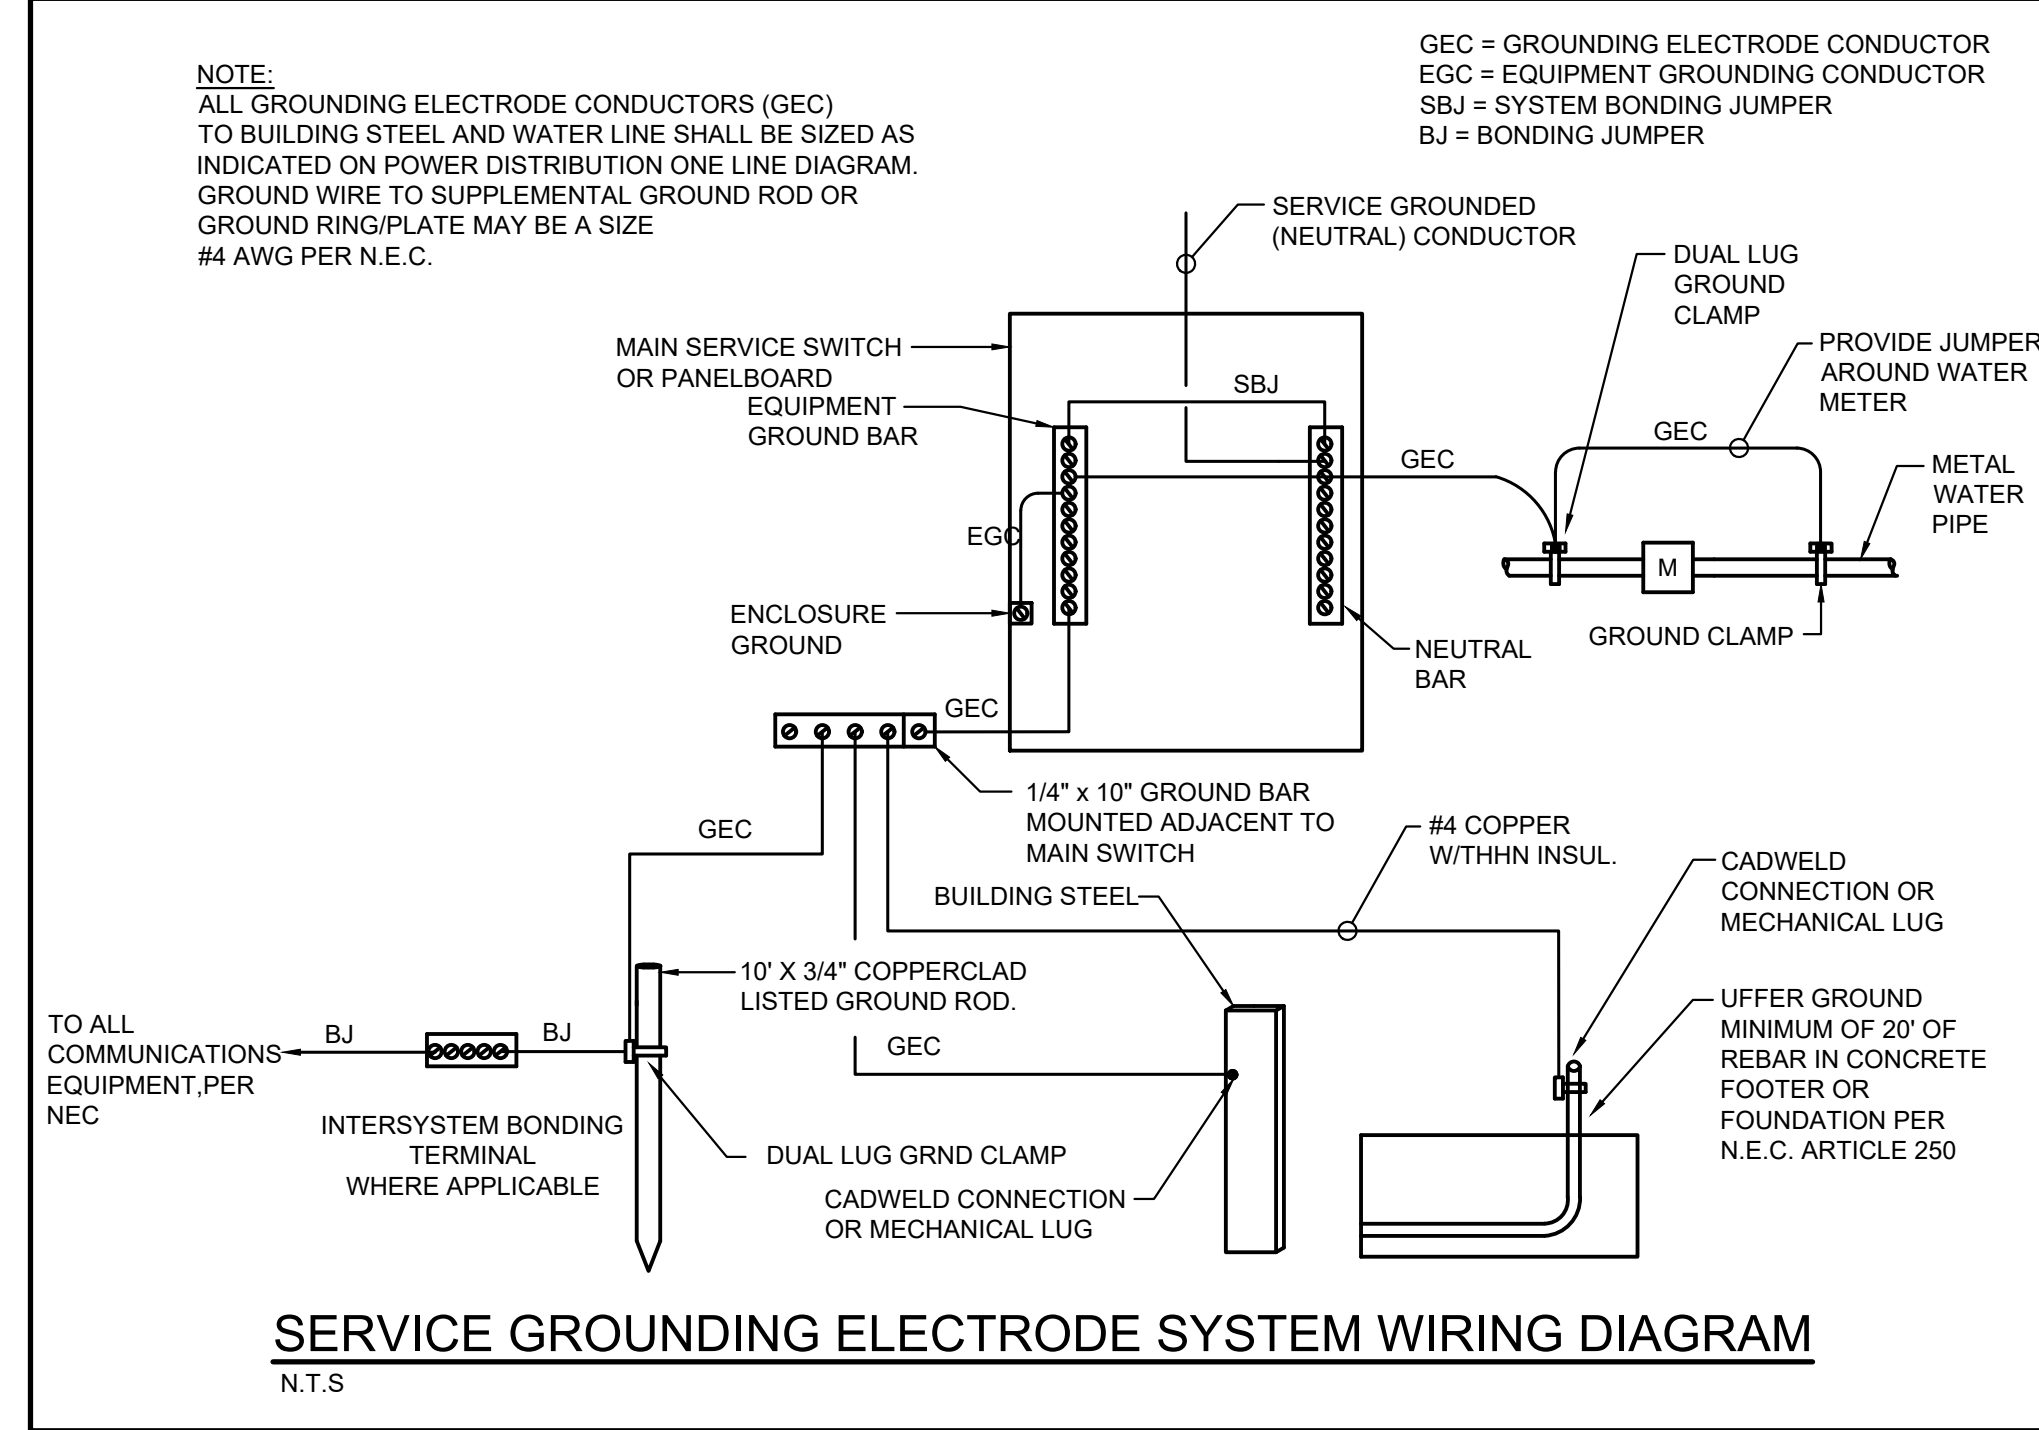 NOTE:
ALL GROUNDING ELECTRODE CONDUCTORS (GEC)
TO BUILDING STEEL AND WATER LINE SHALL BE SIZED AS
INDICATED ON POWER DISTRIBUTION ONE LINE DIAGRAM.
GROUND WIRE TO SUPPLEMENTAL GROUND ROD OR
GROUND RING/PLATE MAY BE A SIZE
#4 AWG PER N.E.C.
GEC = GROUNDING ELECTRODE CONDUCTOR
EGC = EQUIPMENT GROUNDING CONDUCTOR
SBJ = SYSTEM BONDING JUMPER
BJ = BONDING JUMPER
SERVICE GROUNDED
(NEUTRAL) CONDUCTOR
DUAL LUG
GROUND
CLAMP
PROVIDE JUMPER
AROUND WATER
METER
MAIN SERVICE SWITCH
OR PANELBOARD
EQUIPMENT
GROUND BAR
SBJ
GEC
GEC
METAL
WATER
PIPE
EGC
M
ENCLOSURE
GROUND
GROUND CLAMP
NEUTRAL
BAR
GEC
1/4" x 10" GROUND BAR
MOUNTED ADJACENT TO
MAIN SWITCH
GEC
#4 COPPER
W/THHN INSUL.
CADWELD
CONNECTION OR
MECHANICAL LUG
BUILDING STEEL
10' X 3/4" COPPERCLAD
LISTED GROUND ROD.
UFFER GROUND
MINIMUM OF 20' OF
REBAR IN CONCRETE
FOOTER OR
FOUNDATION PER
N.E.C. ARTICLE 250
TO ALL
COMMUNICATIONS
EQUIPMENT,PER
NEC
BJ
BJ
GEC
INTERSYSTEM BONDING
TERMINAL
WHERE APPLICABLE
DUAL LUG GRND CLAMP
CADWELD CONNECTION
OR MECHANICAL LUG
SERVICE GROUNDING ELECTRODE SYSTEM WIRING DIAGRAM
N.T.S